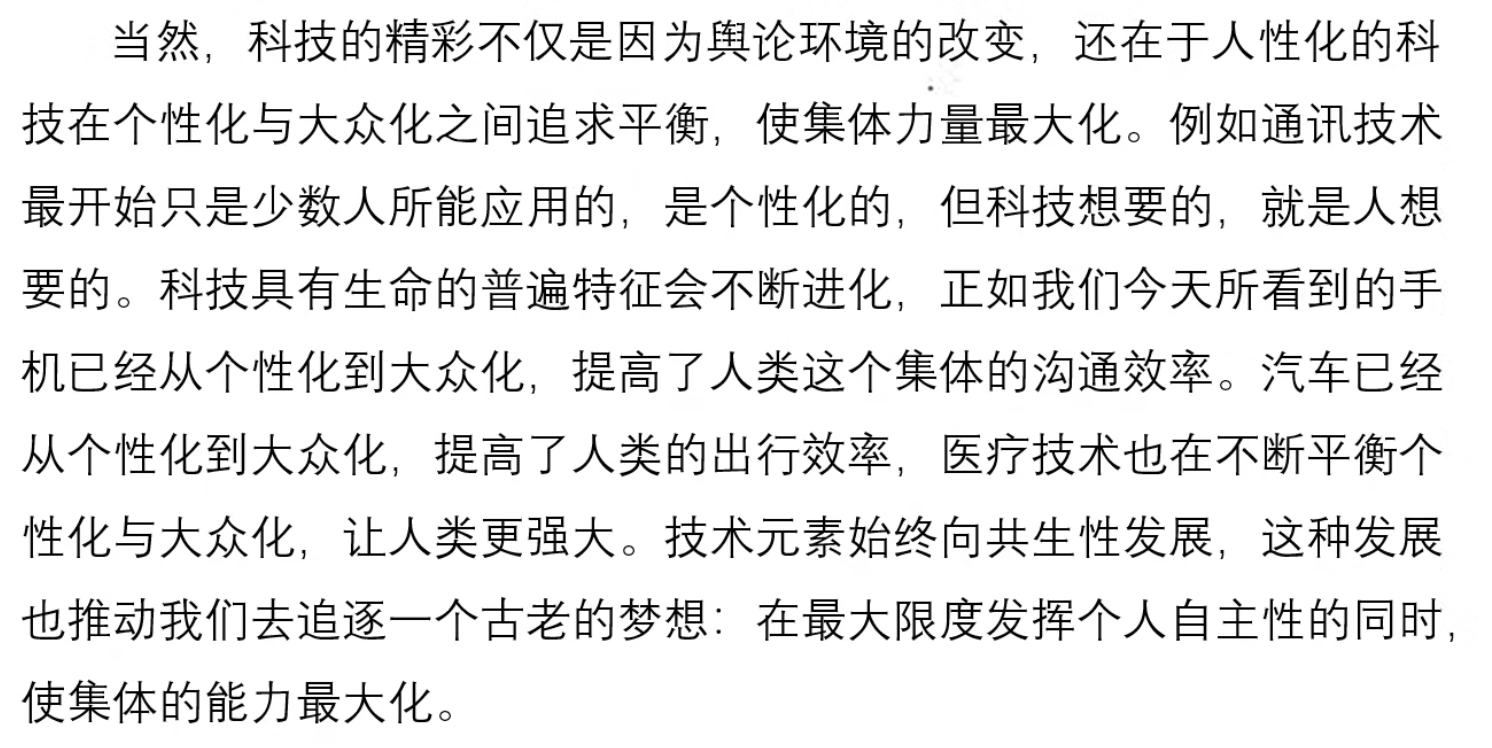 当然，科技的精彩不仅是因为舆论环境的改变，还在于人性化的科
技在个性化与大众化之间追求平衡，使集体力量最大化。例如通讯技术
最开始只是少数人所能应用的，是个性化的，但科技想要的，就是人想
要的。科技具有生命的普遍特征会不断进化，正如我们今天所看到的手
机已经从个性化到大众化，提高了人类这个集体的沟通效率。汽车已经
从个性化到大众化，提高了人类的出行效率，医疗技术也在不断平衡个
性化与大众化，让人类更强大。技术元素始终向共生性发展，这种发展
也推动我们去追逐一个古老的梦想：在最大限度发挥个人自主性的同时，
使集体的能力最大化。